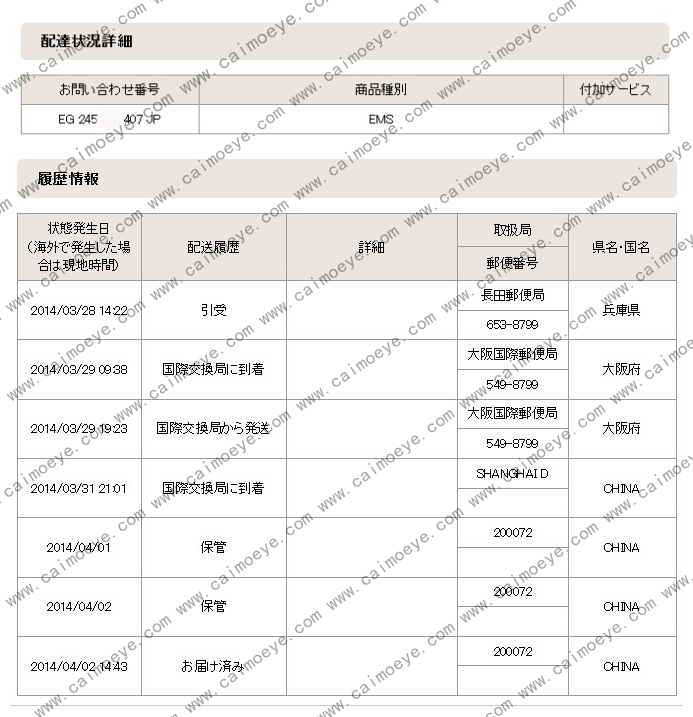 配達状況詳細
お問い合わせ番号 商品種別 付加サービス
EG 245 407 JP EMS
履歴情報
状態発生日
（海外で発生した場
合は現地時間）
配送履歴 詳細 取扱局 県名・国名
郵便番号
2014/03/28 14:22 引受 長田郵便局 兵庫県
653-8799
2014/03/29 09:38 国際交換局に到着 大阪国際郵便局 大阪府
549-8799
2014/03/29 19:23 国際交換局から発送 大阪国際郵便局 大阪府
549-8799
2014/03/31 21:01 国際交換局に到着 SHANGHAI D CHINA
2014/04/01 保管 200072 CHINA
2014/04/02 保管 200072 CHINA
2014/04/02 14:43 お届け済み 200072 CHINA
www.caimoeye.com